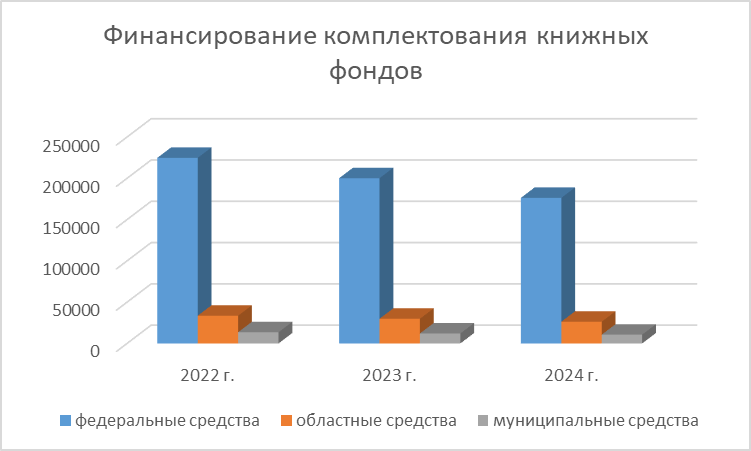 Финансирование комплектования книжных
фондов
250000
200000
150000
100000
50000
0
2022 г.
2023 г.
2024 г.
федеральные средства
областные средства
муниципальные средства